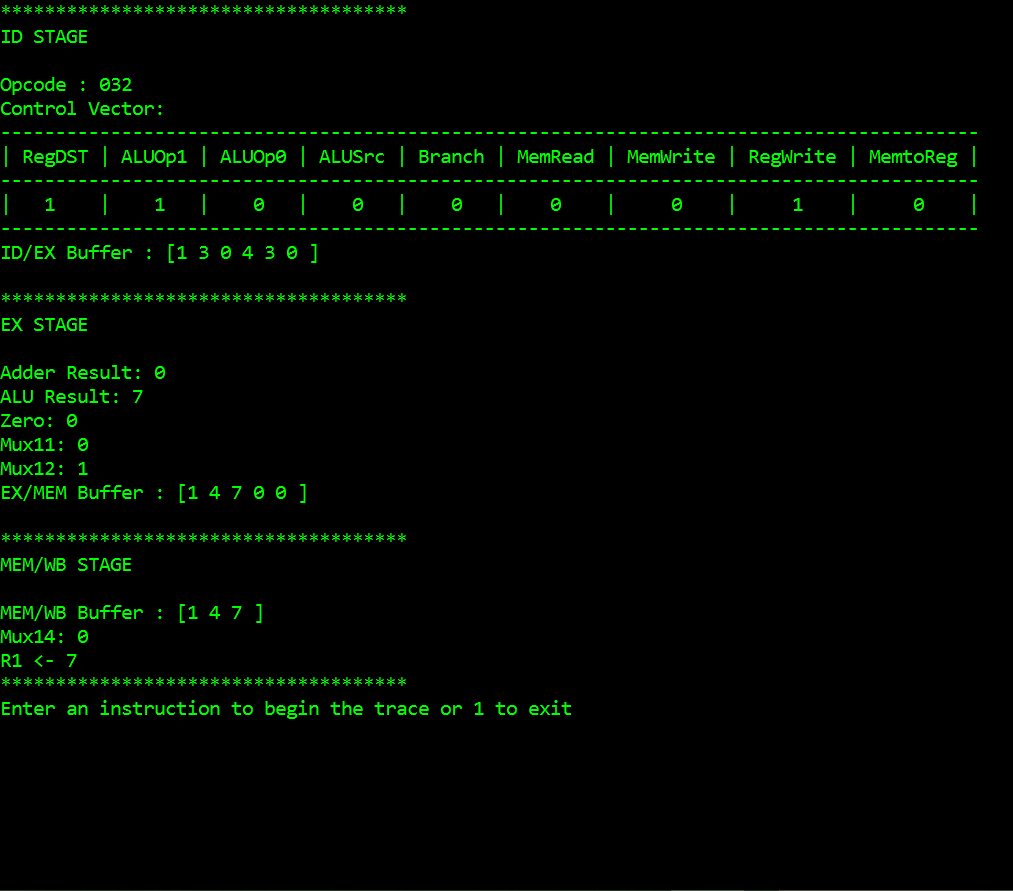 *************************************
ID STAGE
Opcode : 032
Control Vector:
-----------------------------------------------------------------------------------------
| RegDST | ALUOp1 | ALUOp0 | ALUSrc | Branch | MemRead | MemWrite | RegWrite | MemtoReg |
-----------------------------------------------------------------------------------------
|   1    |    1   |    0   |    0   |    0   |    0    |     0    |     1    |     0    |
-----------------------------------------------------------------------------------------
ID/EX Buffer : [1 3 0 4 3 0 ]
*************************************
EX STAGE
Adder Result: 0
ALU Result: 7
Zero: 0
Mux11: 0
Mux12: 1
EX/MEM Buffer : [1 4 7 0 0 ]
*************************************
MEM/WB STAGE
MEM/WB Buffer : [1 4 7 ]
Mux14: 0
R1 <- 7
*************************************
Enter an instruction to begin the trace or 1 to exit